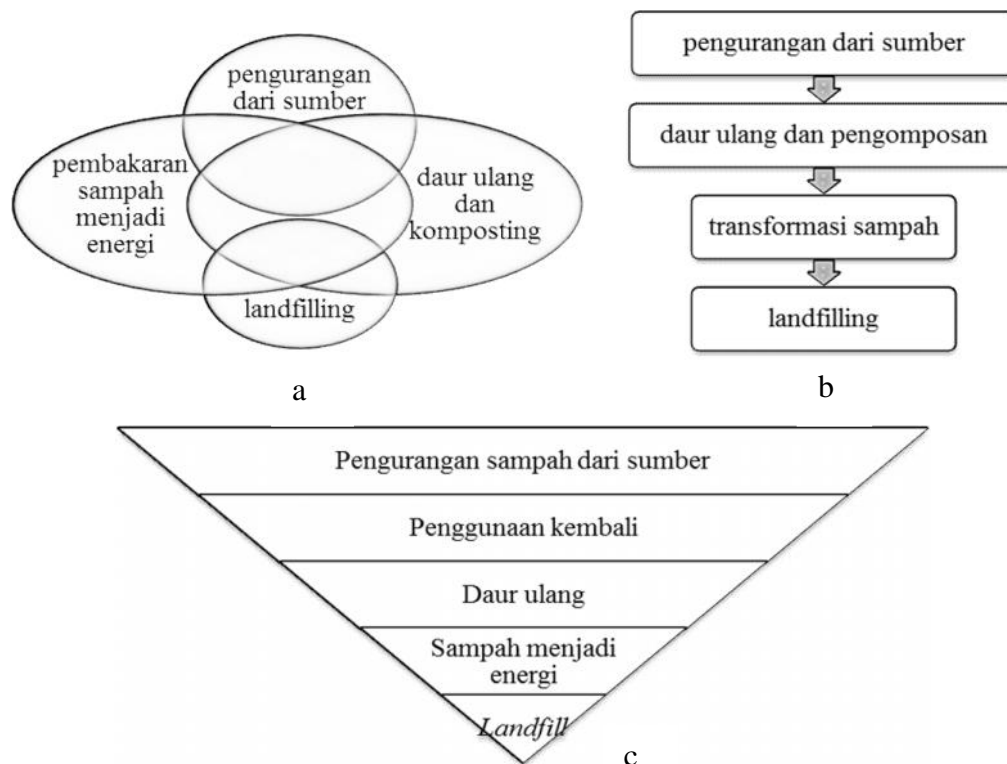 pengurangan
dari sumber
pembakaran
sampah
menjadi
energi
daur ulang
dan
komposting
landfilling
a
pengurangan dari sumber
daur ulang dan pengomposan
transformasi sampah
landfilling
b
Pengurangan sampah dari sumber
Penggunaan kembali
Daur ulang
Sampah menjadi
energi
Landfill
c